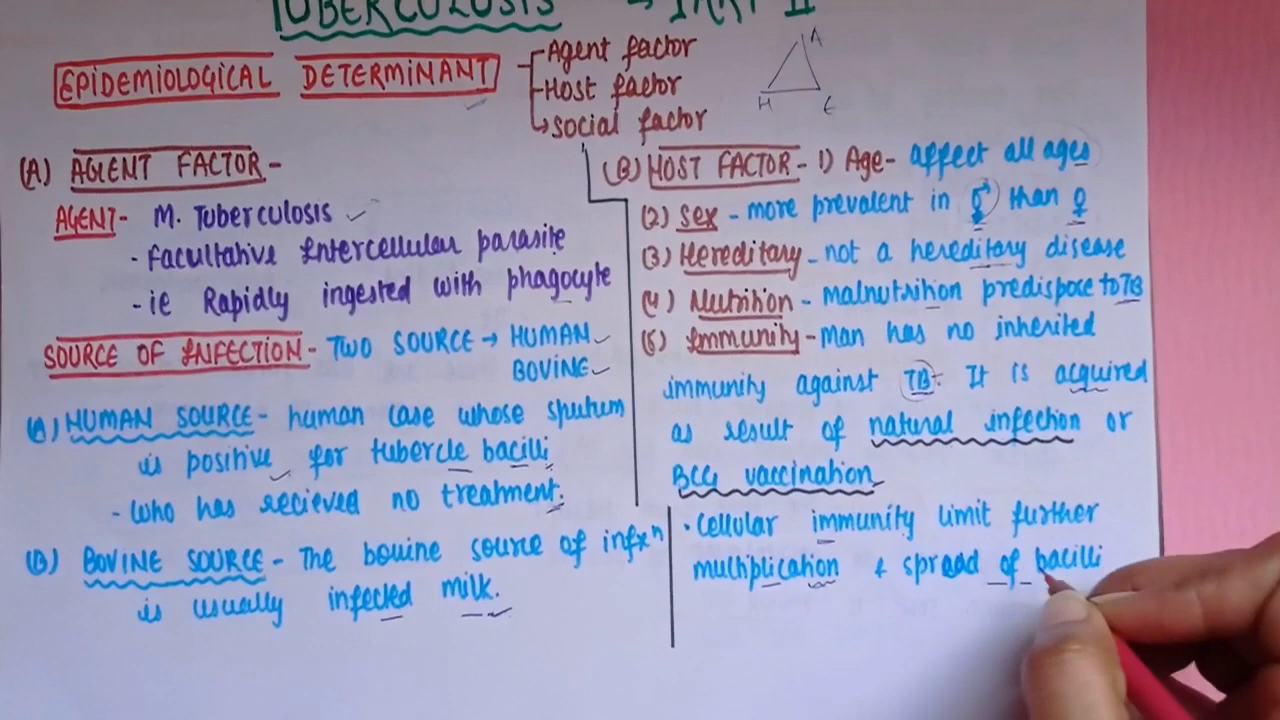 TUBERCULOSIS → PART II
EPIDEMIOLOGICAL DETERMINANT
Agent factor
Host factor
Social factor
A
H E
(A) AGENT FACTOR -
AGENT- M. Tuberculosis
· facultative Intercellular parasite
- ie Rapidly ingested with phagocyte
SOURCE OF INFECTION - TWO SOURCE → HUMAN
BOVINE
(A) HUMAN SOURCE - human case whose sputum
is positive for tubercle bacilli
- who has recieved no treatment.
(B) BOVINE SOURCE - The bovine source of infxn
is usually infected milk.
(B) HOST FACTOR - 1) Age - affect all ages
(2) Sex - more prevalent in ♂ than ♀
(3) Hereditary - not a hereditary disease
(4) Nutrition - malnutrition predispose to TB
(5) Immunity - Man has no inherited
immunity against TB. It is acquired
as result of natural infection or
BCG vaccination
· Cellular immunity limit further
multiplication + spread of bacilli